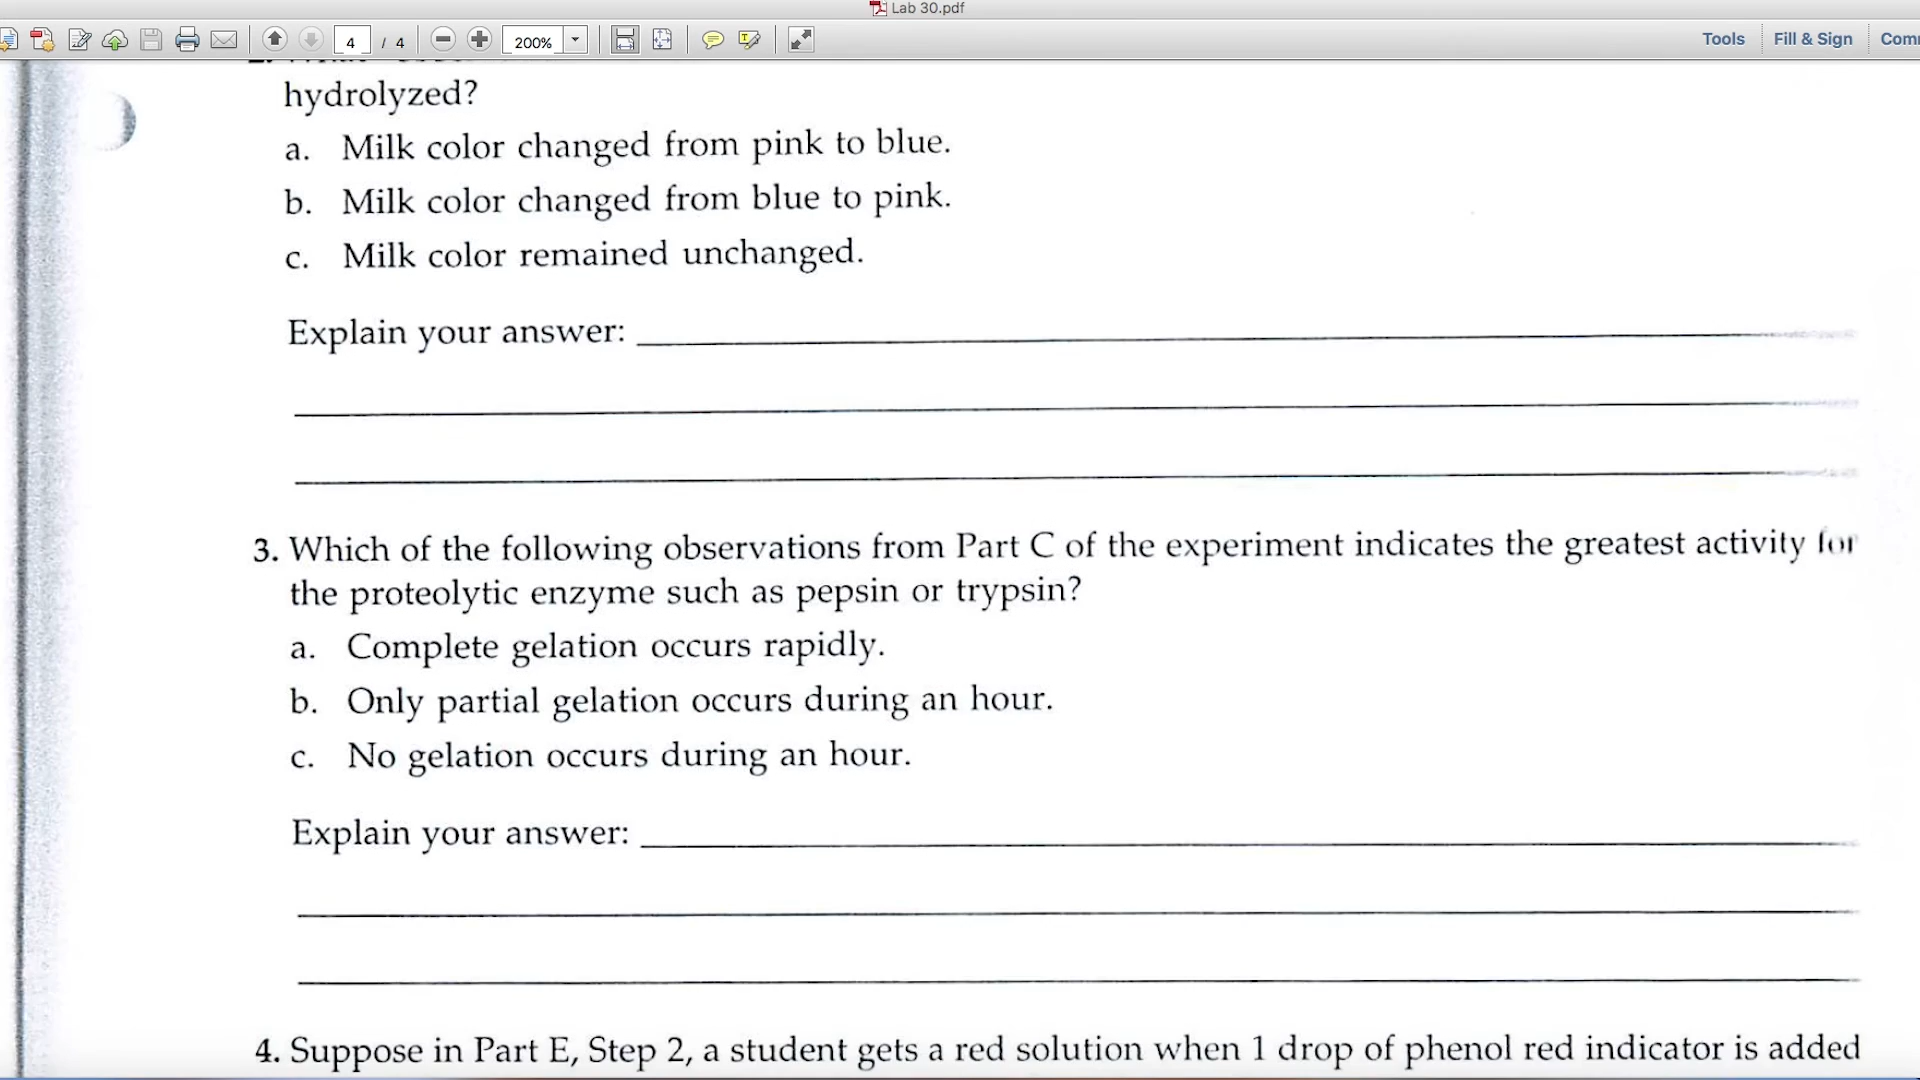 Lab 30.pdf
4 / 4 200% Tools Fill & Sign
hydrolyzed?
a. Milk color changed from pink to blue.
b. Milk color changed from blue to pink.
c. Milk color remained unchanged.
Explain your answer:
3. Which of the following observations from Part C of the experiment indicates the greatest activity for
the proteolytic enzyme such as pepsin or trypsin?
a. Complete gelation occurs rapidly.
b. Only partial gelation occurs during an hour.
c. No gelation occurs during an hour.
Explain your answer:
4. Suppose in Part E, Step 2, a student gets a red solution when 1 drop of phenol red indicator is added